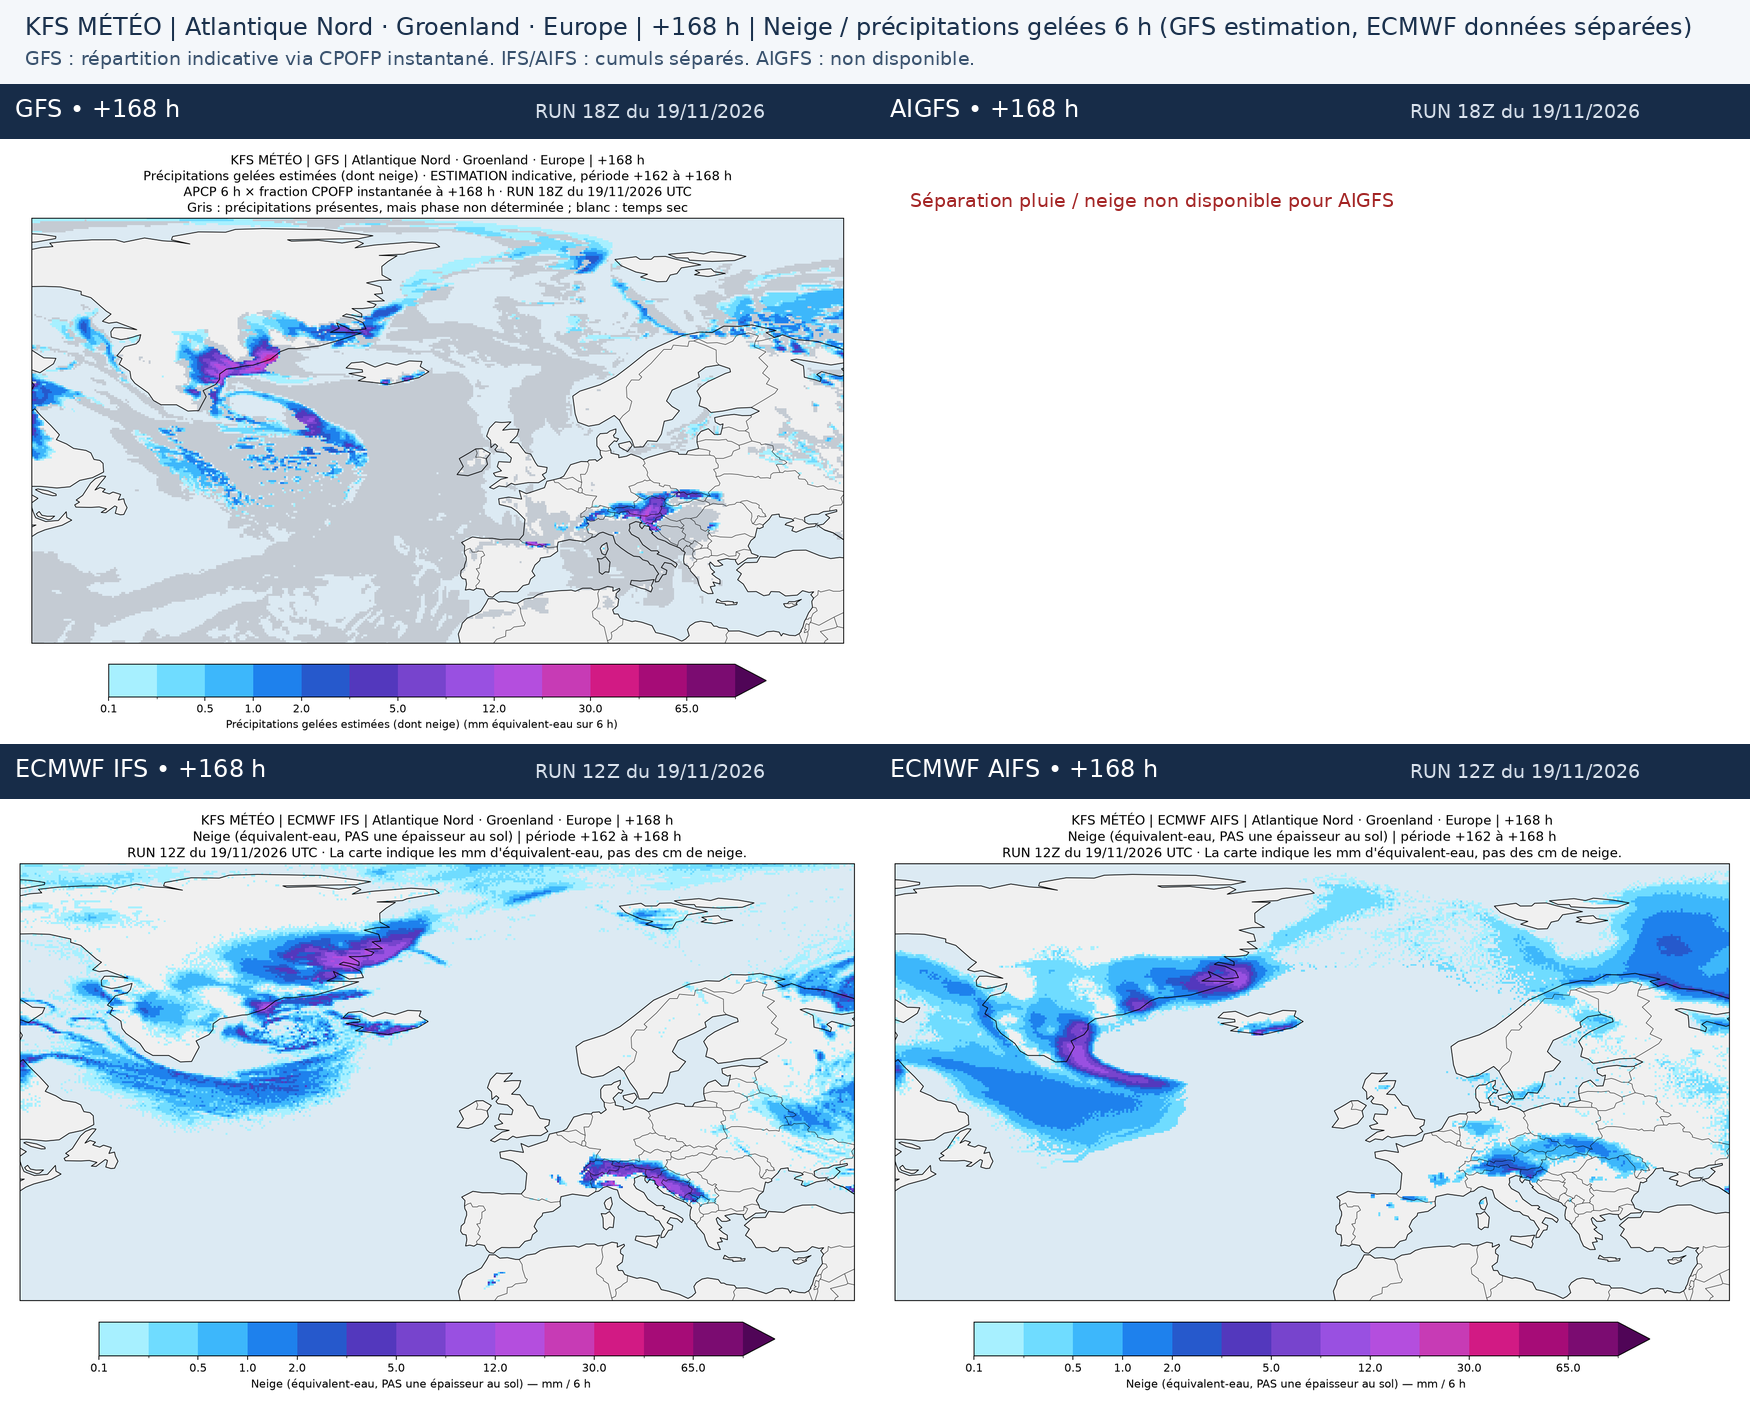 KFS MÉTÉO | Atlantique Nord · Groenland · Europe | +168 h | Neige / précipitations gelées 6 h (GFS estimation, ECMWF données séparées)
GFS : répartition indicative via CPOFP instantané. IFS/AIFS : cumuls séparés. AIGFS : non disponible.
GFS • +168 h
RUN 18Z du 19/11/2026
AIGFS • +168 h
RUN 18Z du 19/11/2026
KFS MÉTÉO | GFS | Atlantique Nord · Groenland · Europe | +168 h
Précipitations gelées estimées (dont neige) · ESTIMATION indicative, période +162 à +168 h
APCP 6 h × fraction CPOFP instantanée à +168 h · RUN 18Z du 19/11/2026 UTC
Gris : précipitations présentes, mais phase non déterminée ; blanc : temps sec
Séparation pluie / neige non disponible pour AIGFS
0.1 0.5 1.0 2.0 5.0 12.0 30.0 65.0
Précipitations gelées estimées (dont neige) (mm équivalent-eau sur 6 h)
ECMWF IFS • +168 h
RUN 12Z du 19/11/2026
ECMWF AIFS • +168 h
RUN 12Z du 19/11/2026
KFS MÉTÉO | ECMWF IFS | Atlantique Nord · Groenland · Europe | +168 h
Neige (équivalent-eau, PAS une épaisseur au sol) | période +162 à +168 h
RUN 12Z du 19/11/2026 UTC · La carte indique les mm d'équivalent-eau, pas des cm de neige.
0.1 0.5 1.0 2.0 5.0 12.0 30.0 65.0
Neige (équivalent-eau, PAS une épaisseur au sol) — mm / 6 h
KFS MÉTÉO | ECMWF AIFS | Atlantique Nord · Groenland · Europe | +168 h
Neige (équivalent-eau, PAS une épaisseur au sol) | période +162 à +168 h
RUN 12Z du 19/11/2026 UTC · La carte indique les mm d'équivalent-eau, pas des cm de neige.
0.1 0.5 1.0 2.0 5.0 12.0 30.0 65.0
Neige (équivalent-eau, PAS une épaisseur au sol) — mm / 6 h